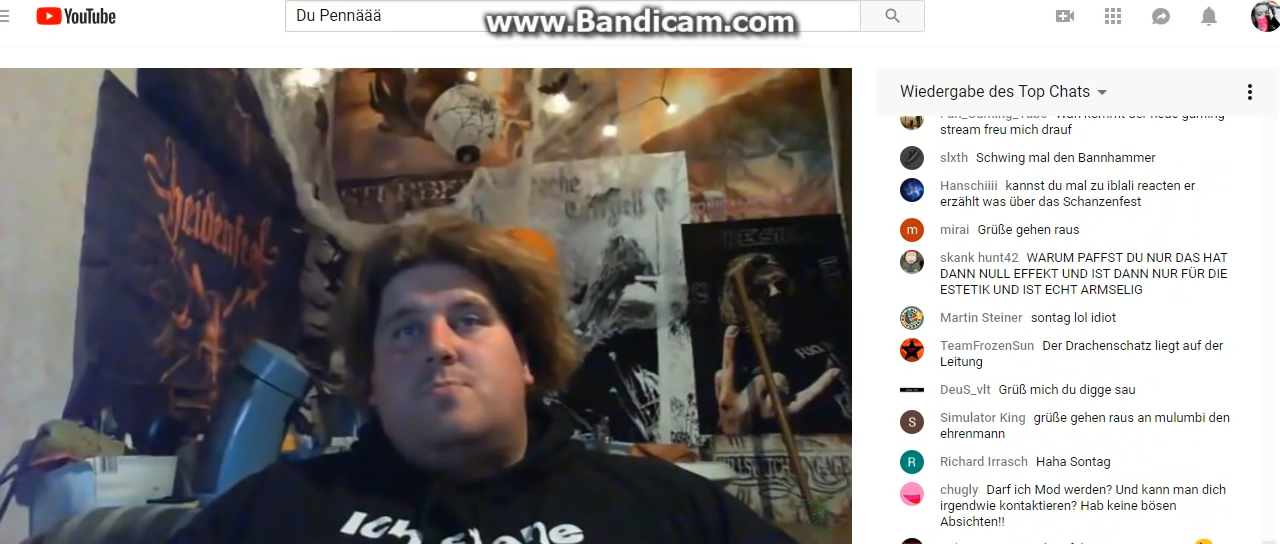 YouTube
Du Pennäää
www.Bandicam.com
Wiedergabe des Top Chats
stream freu mich drauf
slxth Schwing mal den Bannhammer
Hanschiiii kannst du mal zu iblali reacten er
erzählt was über das Schanzenfest
m
mirai Grüße gehen raus
skank hunt42 WARUM PAFFST DU NUR DAS HAT
DANN NULL EFFEKT UND IST DANN NUR FÜR DIE
ESTETIK UND IST ECHT ARMSELIG
Martin Steiner sontag lol idiot
TeamFrozenSun Der Drachenschatz liegt auf der
Leitung
DeuS_vlt Grüß mich du digge sau
S
Simulator King grüße gehen raus an mulumbi den
ehrenmann
R
Richard Irrasch Haha Sontag
chugly Darf ich Mod werden? Und kann man dich
irgendwie kontaktieren? Hab keine bösen
Absichten!!
Heidenfest
Ich